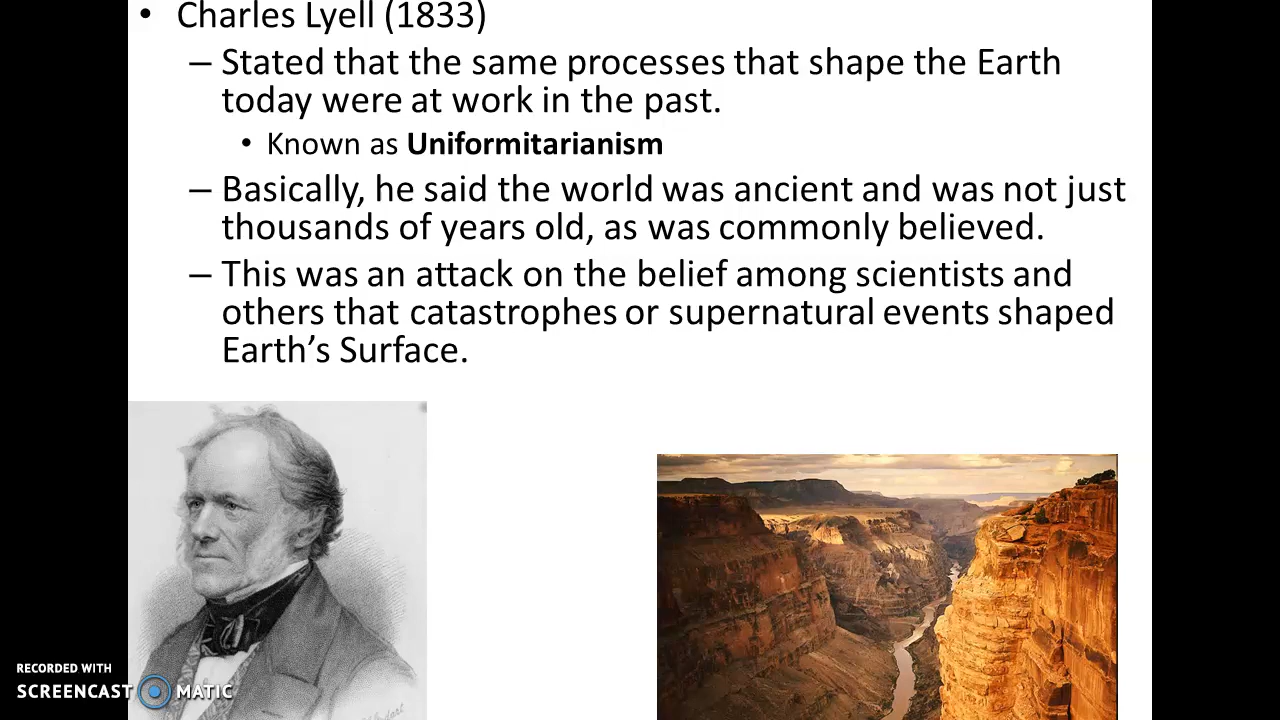 • Charles Lyell (1833)
– Stated that the same processes that shape the Earth
today were at work in the past.
• Known as Uniformitarianism
– Basically, he said the world was ancient and was not just
thousands of years old, as was commonly believed.
– This was an attack on the belief among scientists and
others that catastrophes or supernatural events shaped
Earth’s Surface.
RECORDED WITH
SCREENCAST MATIC